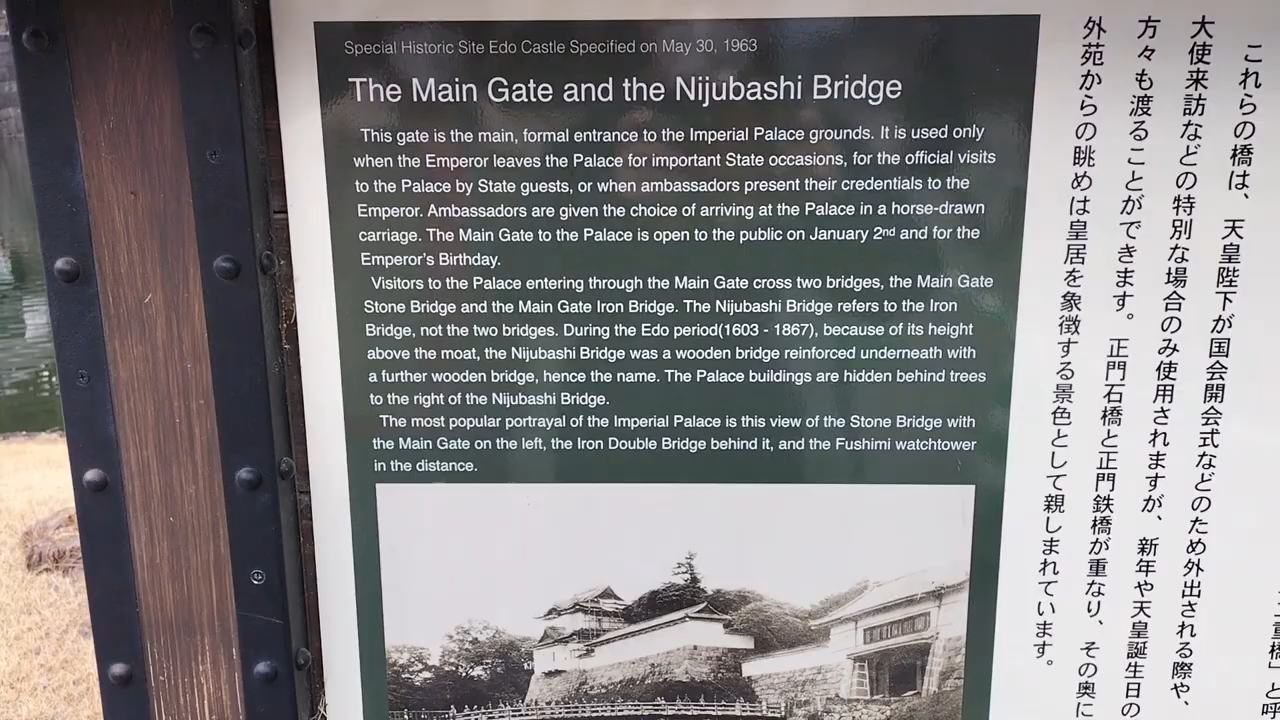 Special Historic Site Edo Castle Specified on May 30, 1963
The Main Gate and the Nijubashi Bridge
This gate is the main, formal entrance to the Imperial Palace grounds. It is used only
when the Emperor leaves the Palace for important State occasions, for the official visits
to the Palace by State guests, or when ambassadors present their credentials to the
Emperor. Ambassadors are given the choice of arriving at the Palace in a horse-drawn
carriage. The Main Gate to the Palace is open to the public on January 2nd and for the
Emperor's Birthday.
Visitors to the Palace entering through the Main Gate cross two bridges, the Main Gate
Stone Bridge and the Main Gate Iron Bridge. The Nijubashi Bridge refers to the Iron
Bridge, not the two bridges. During the Edo period(1603 - 1867), because of its height
above the moat, the Nijubashi Bridge was a wooden bridge reinforced underneath with
a further wooden bridge, hence the name. The Palace buildings are hidden behind trees
to the right of the Nijubashi Bridge.
The most popular portrayal of the Imperial Palace is this view of the Stone Bridge with
the Main Gate on the left, the Iron Double Bridge behind it, and the Fushimi watchtower
in the distance.
重橋」と呼
これらの橋は、天皇陛下が国会開会式などのため外出される際や、
大使来訪などの特別な場合のみ使用されますが、新年や天皇誕生日の
方々も渡ることができます。正門石橋と正門鉄橋が重なり、その奥に
外苑からの眺めは皇居を象徴する景色として親しまれています。